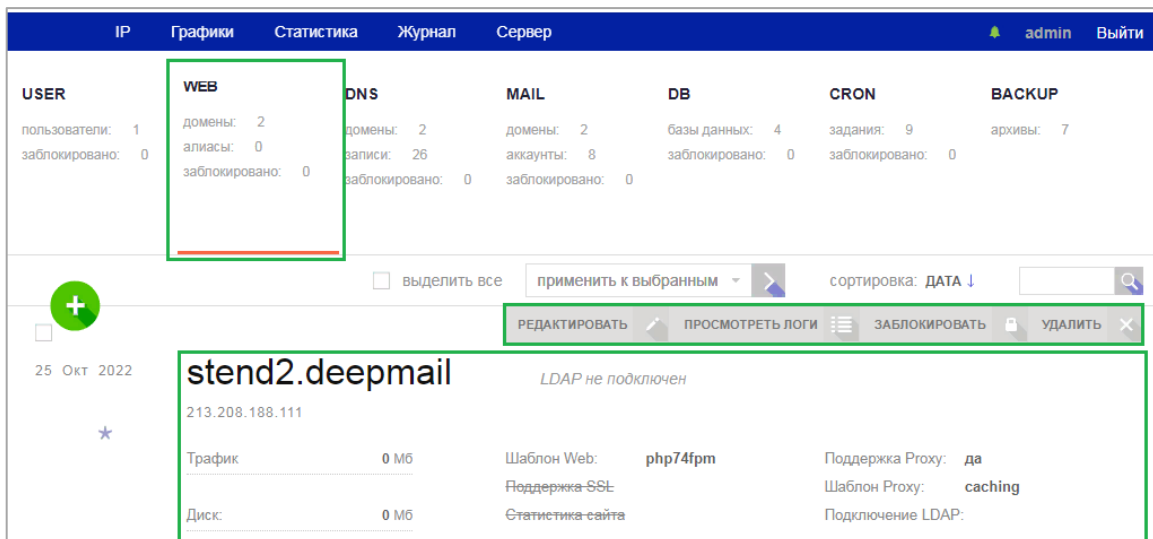 IP Графики Статистика Журнал Сервер admin Выйти
USER WEB DNS MAIL DB CRON BACKUP
пользователи: 1 домены: 2 домены: 2 домены: 2 базы данных: 4 задания: 9 архивы: 7
заблокировано: 0 алиасы: 0 записи: 26 аккаунты: 8 заблокировано: 0 заблокировано: 0
заблокировано: 0 заблокировано: 0 заблокировано: 0
выделить все применить к выбранным сортировка: ДАТА ↓
РЕДАКТИРОВАТЬ ПРОСМОТРЕТЬ ЛОГИ ЗАБЛОКИРОВАТЬ УДАЛИТЬ
25 Окт 2022 stend2.deepmail LDAP не подключен
213.208.188.111
Трафик 0 Мб Шаблон Web: php74fpm Поддержка Proxy: да
Поддержка SSL Шаблон Proxy: caching
Диск: 0 Мб Статистика сайта Подключение LDAP: